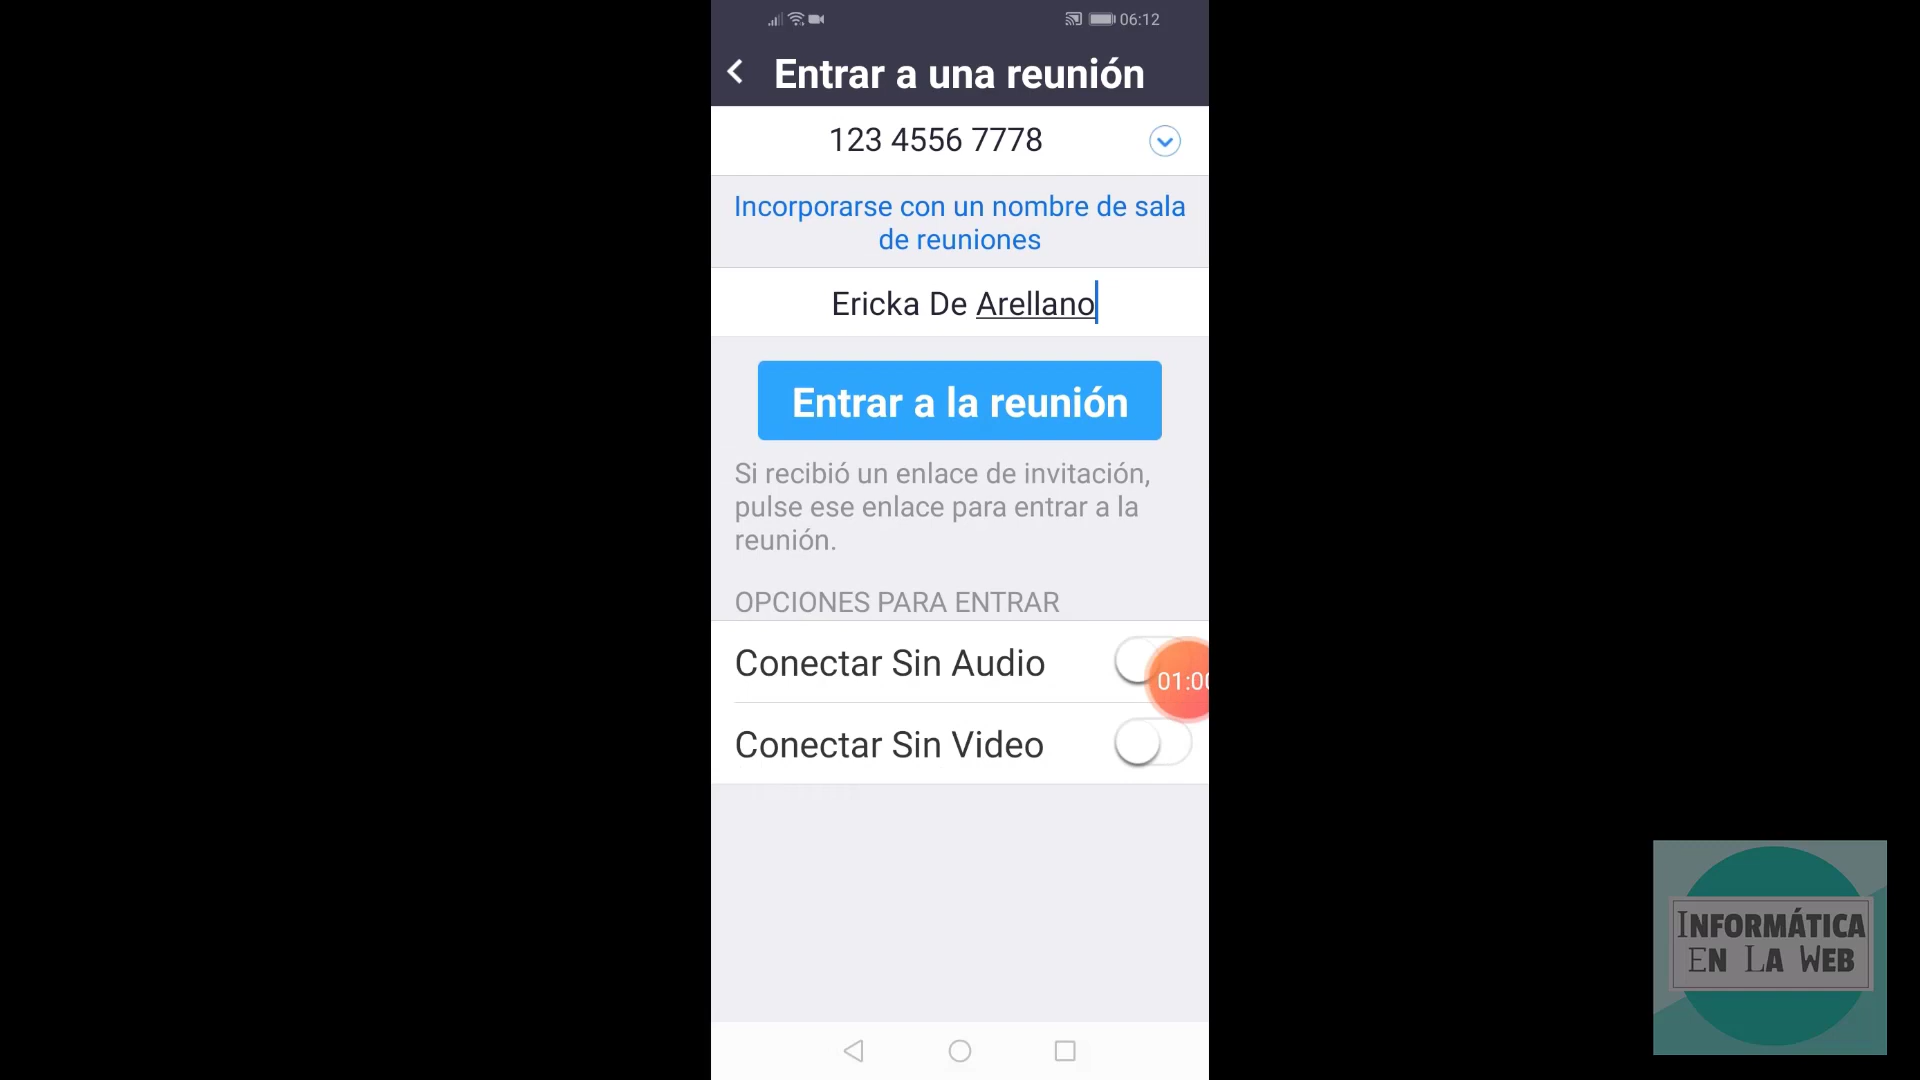 06:12
Entrar a una reunión
123 4556 7778
Incorporarse con un nombre de sala
de reuniones
Ericka De Arellano
Entrar a la reunión
Si recibió un enlace de invitación,
pulse ese enlace para entrar a la
reunión.
OPCIONES PARA ENTRAR
Conectar Sin Audio
01:00
Conectar Sin Video
INFORMÁTICA
EN LA WEB